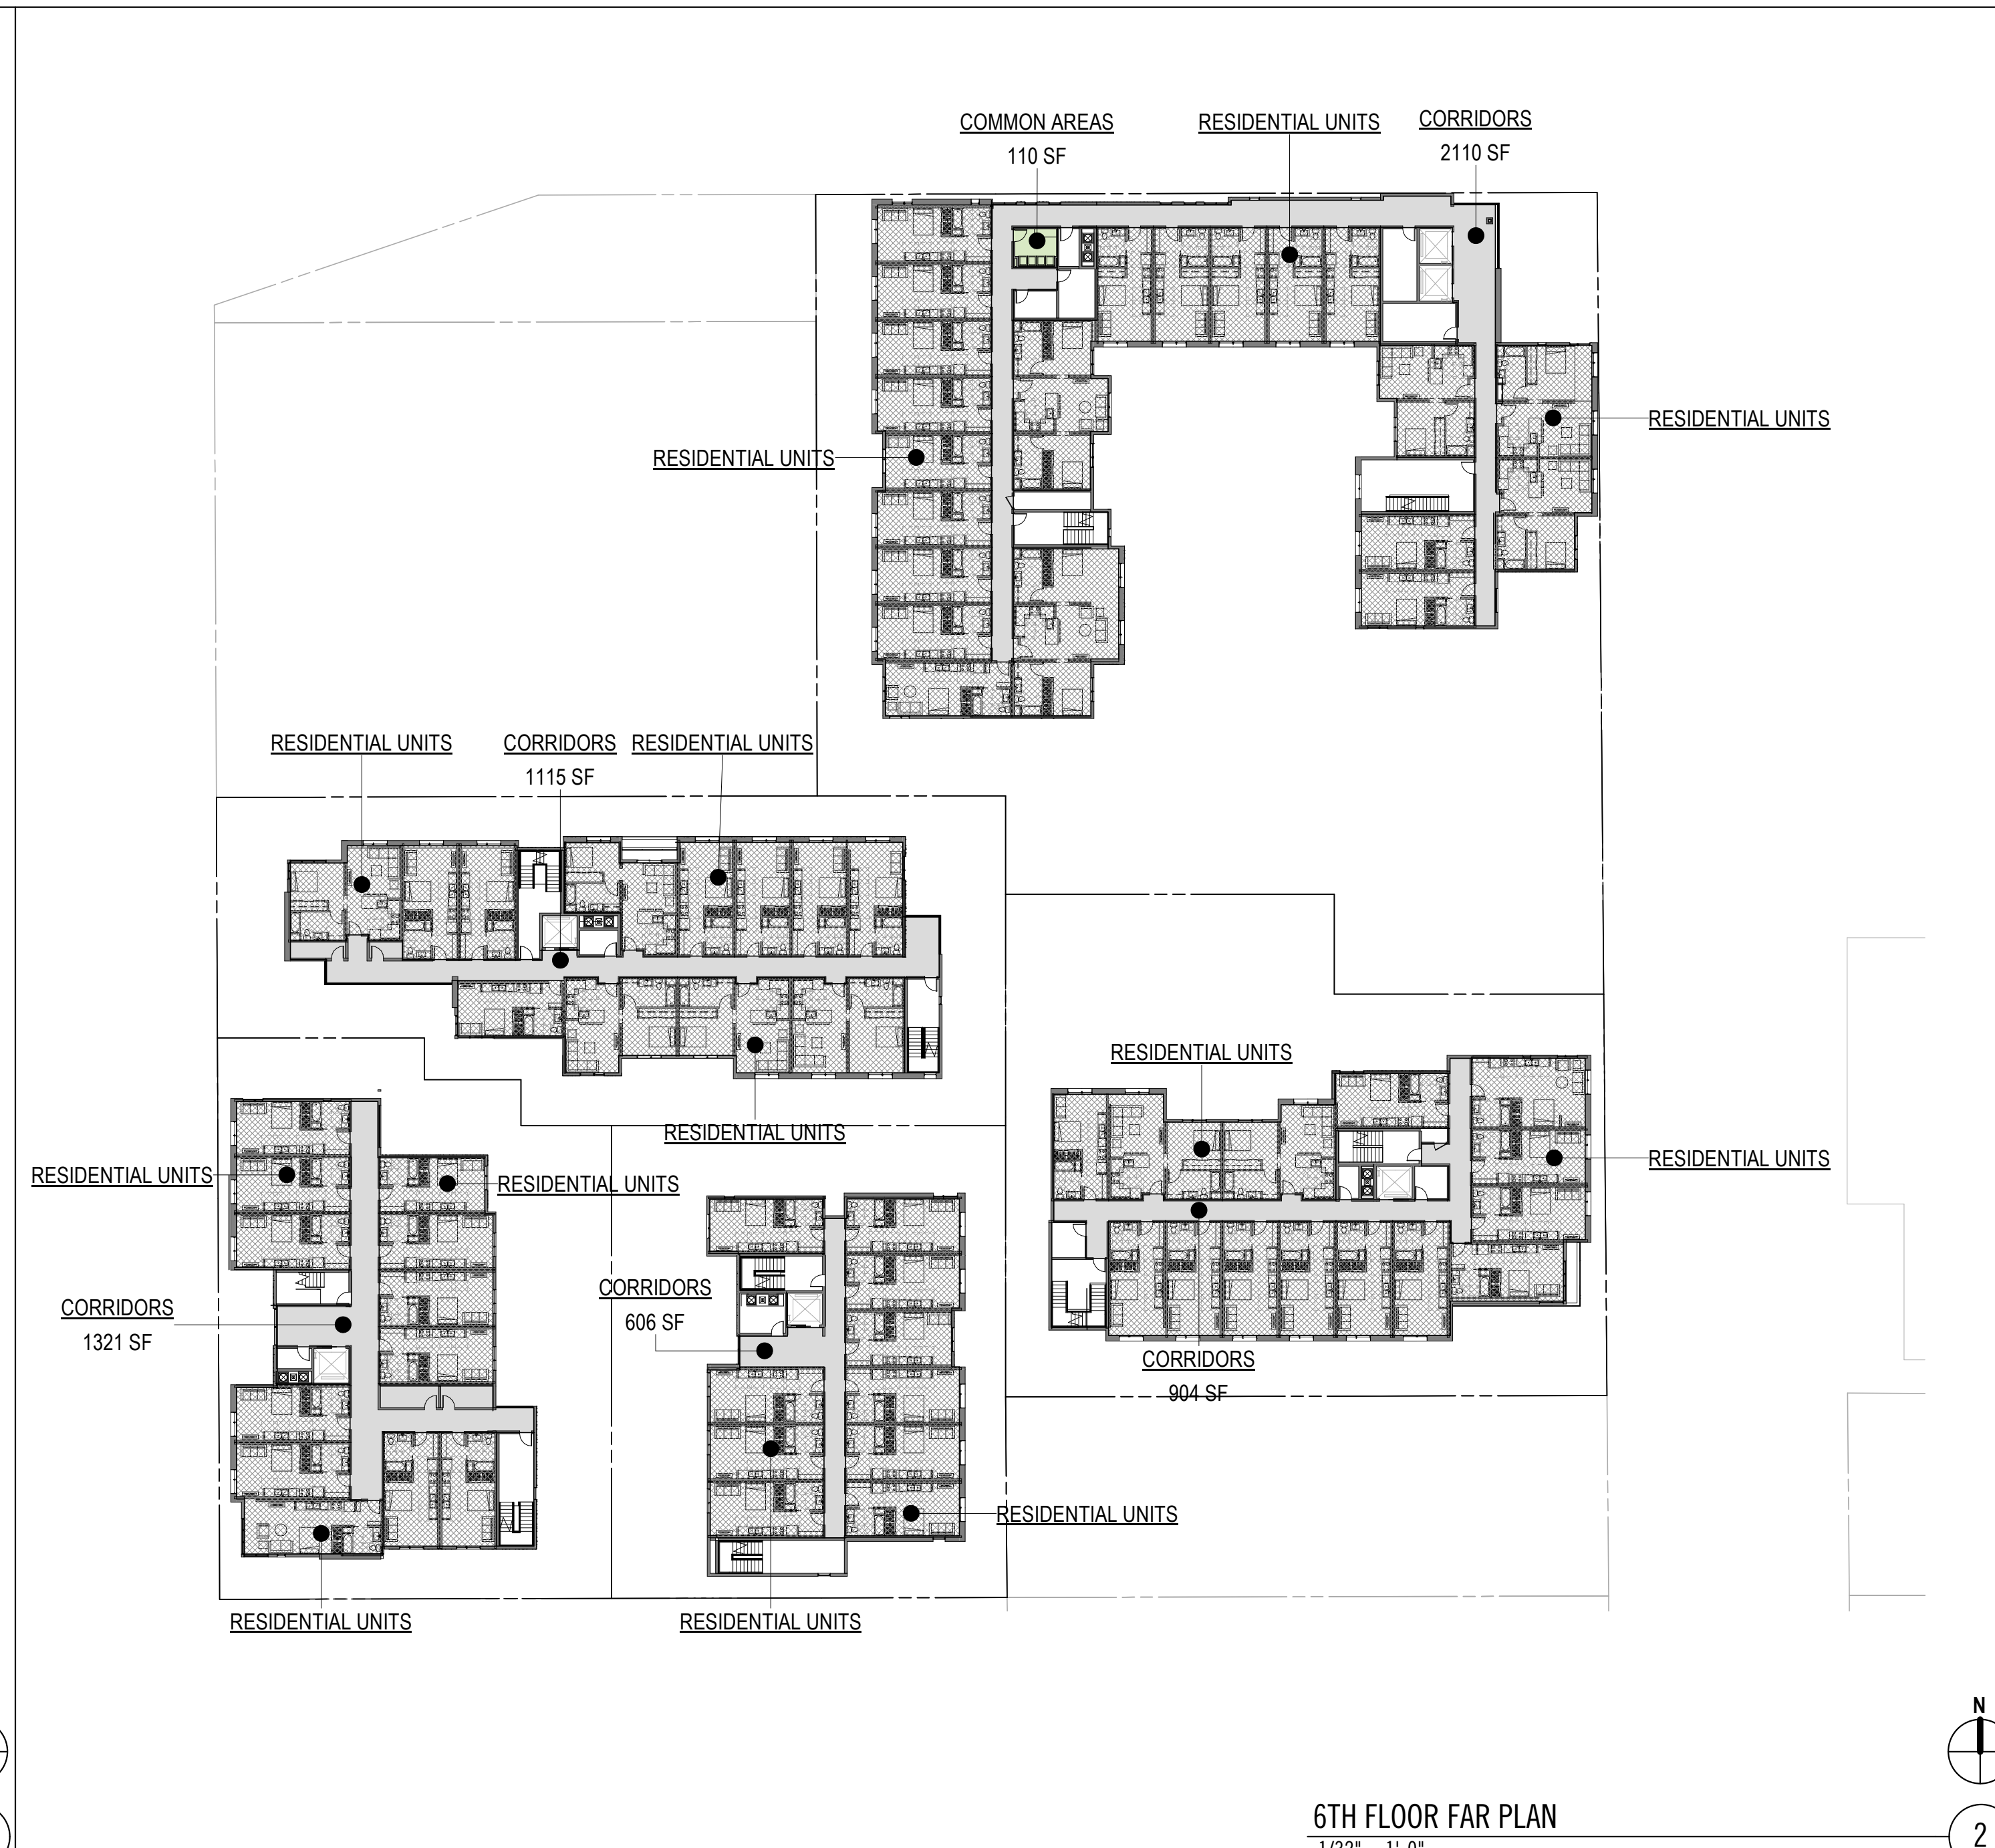 COMMON AREAS
110 SF
RESIDENTIAL UNITS
CORRIDORS
2110 SF
RESIDENTIAL UNITS
RESIDENTIAL UNITS
RESIDENTIAL UNITS
CORRIDORS
1115 SF
RESIDENTIAL UNITS
RESIDENTIAL UNITS
RESIDENTIAL UNITS
RESIDENTIAL UNITS
RESIDENTIAL UNITS
RESIDENTIAL UNITS
CORRIDORS
1321 SF
CORRIDORS
606 SF
CORRIDORS
904 SF
RESIDENTIAL UNITS
RESIDENTIAL UNITS
RESIDENTIAL UNITS
N
6TH FLOOR FAR PLAN
2